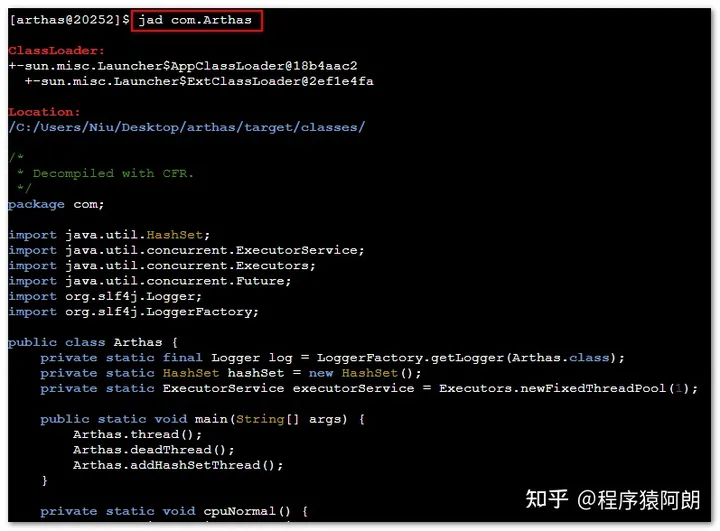 [arthas@20252]$ jad com.Arthas
ClassLoader:
+-sun.misc.Launcher$AppClassLoader@18b4aac2
  +-sun.misc.Launcher$ExtClassLoader@2ef1e4fa
Location:
/C:/Users/Niu/Desktop/arthas/target/classes/
/*
 * Decompiled with CFR.
 */
package com;
import java.util.HashSet;
import java.util.concurrent.ExecutorService;
import java.util.concurrent.Executors;
import java.util.concurrent.Future;
import org.slf4j.Logger;
import org.slf4j.LoggerFactory;
public class Arthas {
    private static final Logger log = LoggerFactory.getLogger(Arthas.class);
    private static HashSet hashSet = new HashSet();
    private static ExecutorService executorService = Executors.newFixedThreadPool(1);
    public static void main(String[] args) {
        Arthas.thread();
        Arthas.deadThread();
        Arthas.addHashSetThread();
    }
    private static void cpuNormal() {
知乎 @程序猿阿朗